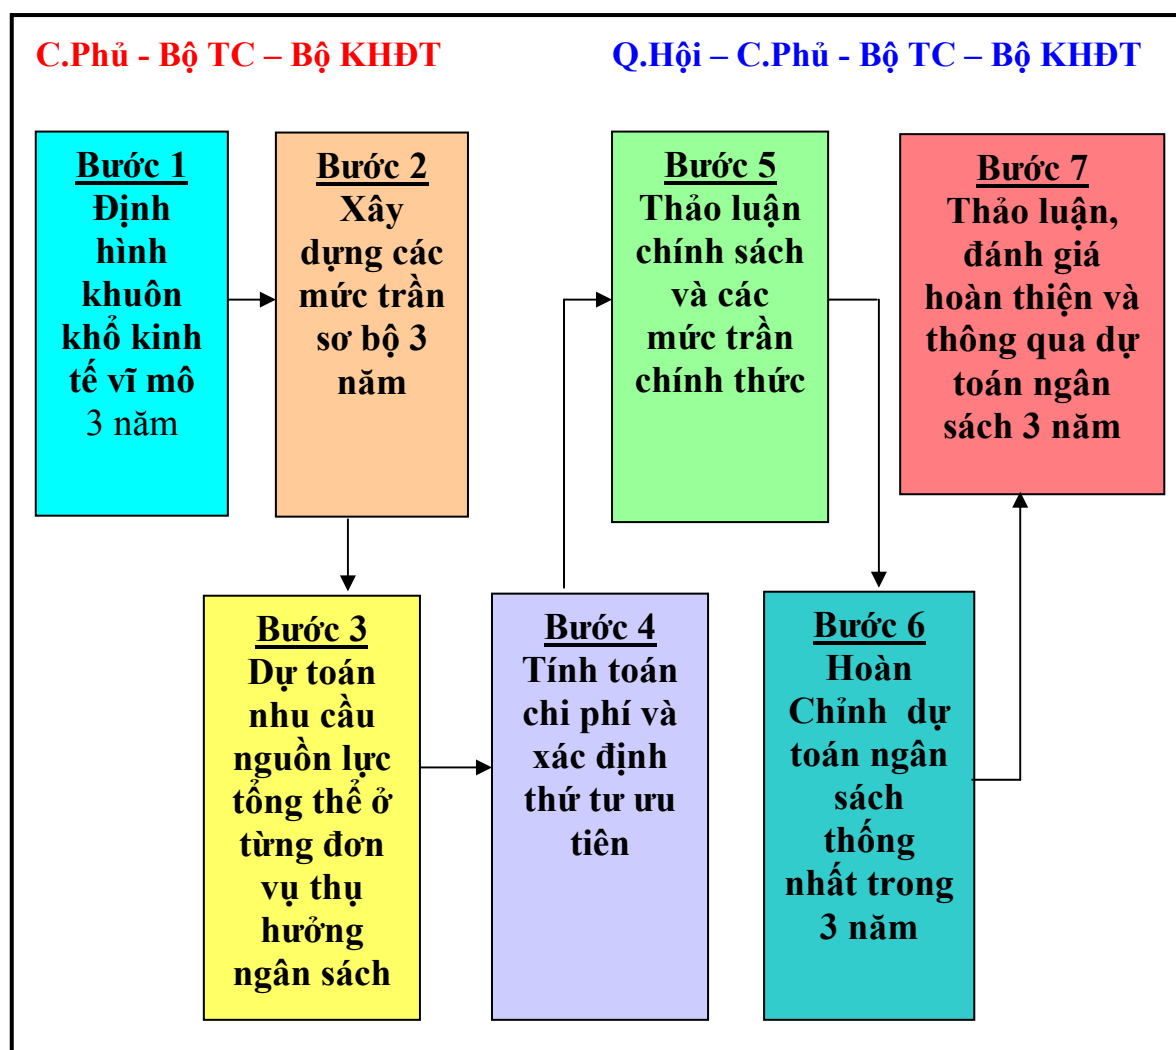 C.Phủ - Bộ TC – Bộ KHĐT
Q.Hội – C.Phủ - Bộ TC – Bộ KHĐT
Bước 1
Định
hình
khuôn
khổ kinh
tế vĩ mô
3 năm
Bước 2
Xây
dựng các
mức trần
sơ bộ 3
năm
Bước 3
Dự toán
nhu cầu
nguồn lực
tổng thể ở
từng đơn
vụ thụ
hưởng
ngân sách
Bước 4
Tính toán
chi phí và
xác định
thứ tư ưu
tiên
Bước 5
Thảo luận
chính sách
và các
mức trần
chính thức
Bước 6
Hoàn
Chỉnh dự
toán ngân
sách
thống
nhất trong
3 năm
Bước 7
Thảo luận,
đánh giá
hoàn thiện và
thông qua dự
toán ngân
sách 3 năm